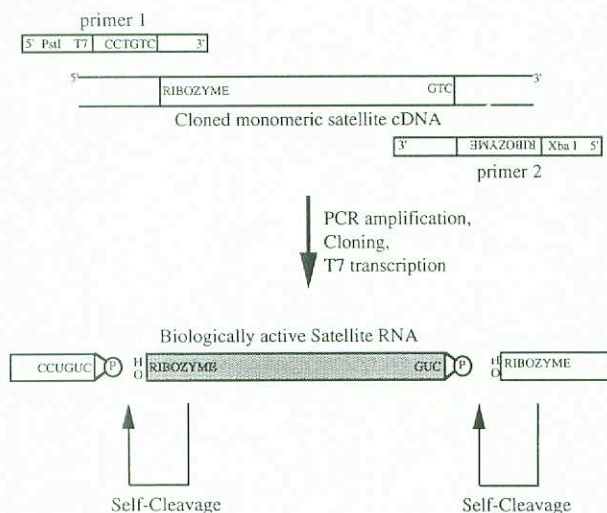 primer 1
5' PstI T7 CCTGTC 3'
5' 3'
RIBOZYME GTC
Cloned monomeric satellite cDNA
3' RIBOZYME Xba I 5'
primer 2
PCR amplification,
Cloning,
T7 transcription
Biologically active Satellite RNA
CCUGUC P HO RIBOZYME GUC P HO RIBOZYME
Self-Cleavage Self-Cleavage